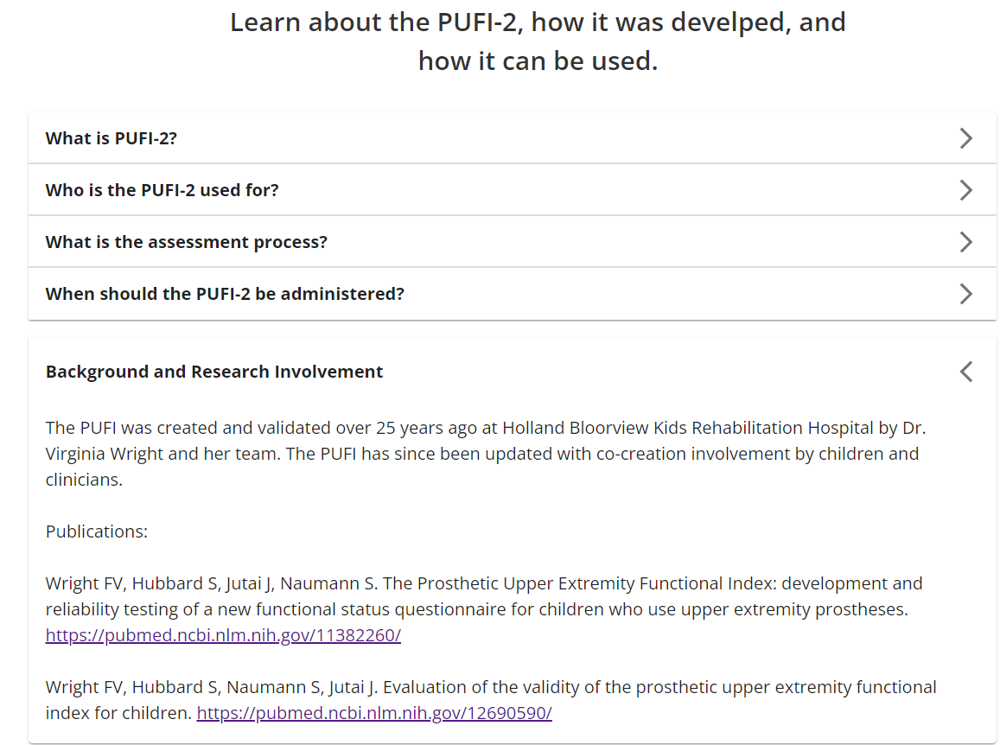 Learn about the PUFI-2, how it was develped, and
how it can be used.
What is PUFI-2?
Who is the PUFI-2 used for?
What is the assessment process?
When should the PUFI-2 be administered?
Background and Research Involvement
The PUFI was created and validated over 25 years ago at Holland Bloorview Kids Rehabilitation Hospital by Dr.
Virginia Wright and her team. The PUFI has since been updated with co-creation involvement by children and
clinicians.
Publications:
Wright FV, Hubbard S, Jutai J, Naumann S. The Prosthetic Upper Extremity Functional Index: development and
reliability testing of a new functional status questionnaire for children who use upper extremity prostheses.
https://pubmed.ncbi.nlm.nih.gov/11382260/
Wright FV, Hubbard S, Naumann S, Jutai J. Evaluation of the validity of the prosthetic upper extremity functional
index for children. https://pubmed.ncbi.nlm.nih.gov/12690590/